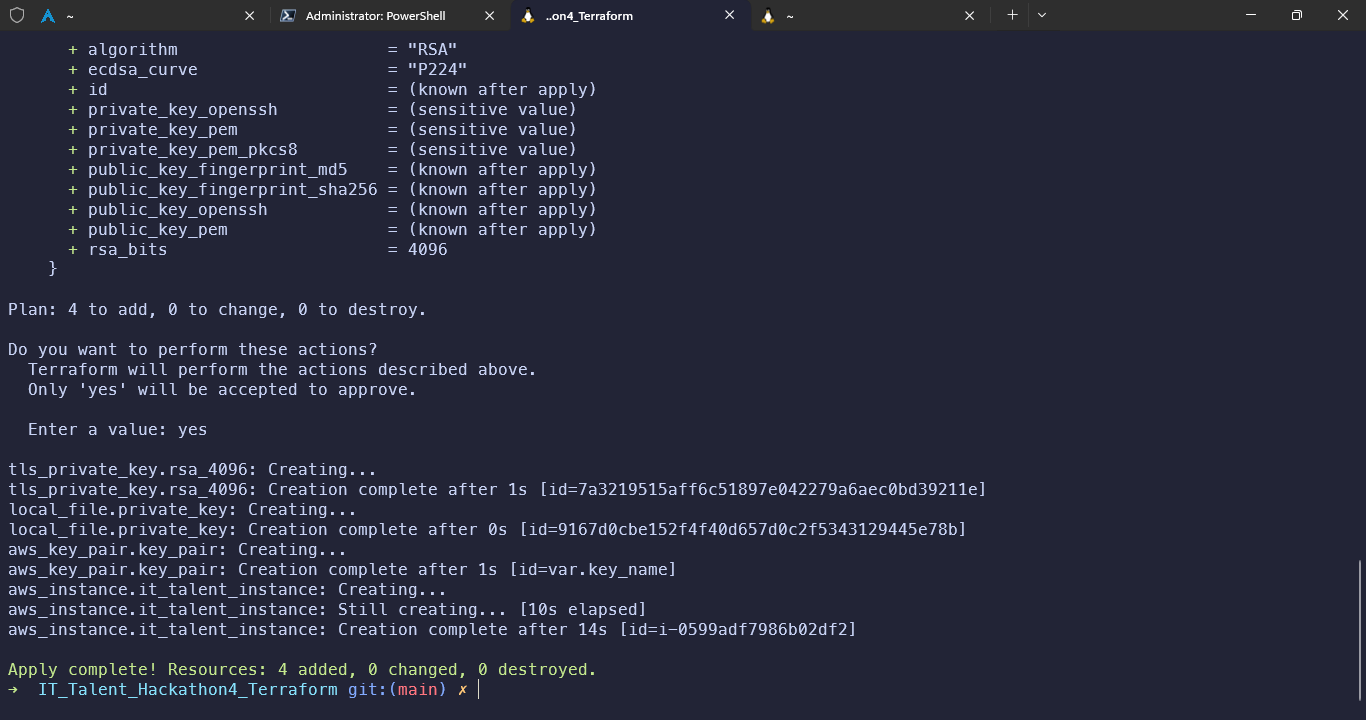 ~
Administrator: PowerShell
..on4_Terraform
~
+ algorithm = "RSA"
+ ecdsa_curve = "P224"
+ id = (known after apply)
+ private_key_openssh = (sensitive value)
+ private_key_pem = (sensitive value)
+ private_key_pem_pkcs8 = (sensitive value)
+ public_key_fingerprint_md5 = (known after apply)
+ public_key_fingerprint_sha256 = (known after apply)
+ public_key_openssh = (known after apply)
+ public_key_pem = (known after apply)
+ rsa_bits = 4096
}
Plan: 4 to add, 0 to change, 0 to destroy.
Do you want to perform these actions?
Terraform will perform the actions described above.
Only 'yes' will be accepted to approve.
Enter a value: yes
tls_private_key.rsa_4096: Creating...
tls_private_key.rsa_4096: Creation complete after 1s [id=7a3219515aff6c51897e042279a6aec0bd39211e]
local_file.private_key: Creating...
local_file.private_key: Creation complete after 0s [id=9167d0cbe152f4f40d657d0c2f5343129445e78b]
aws_key_pair.key_pair: Creating...
aws_key_pair.key_pair: Creation complete after 1s [id=var.key_name]
aws_instance.it_talent_instance: Creating...
aws_instance.it_talent_instance: Still creating... [10s elapsed]
aws_instance.it_talent_instance: Creation complete after 14s [id=i-0599adf7986b02df2]
Apply complete! Resources: 4 added, 0 changed, 0 destroyed.
➜ IT_Talent_Hackathon4_Terraform git:(main) ✗